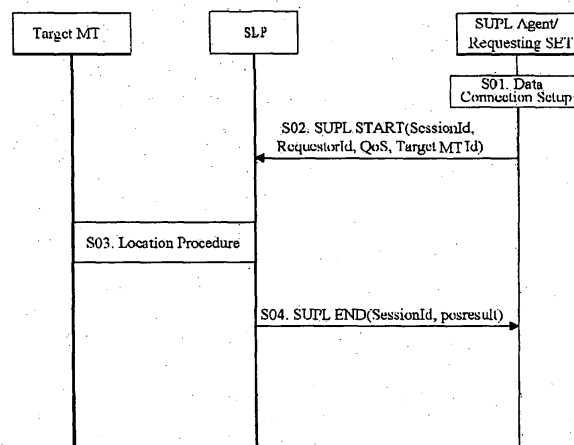 Target MT
SLP
SUPL Agent/
Requesting SET
S01. Data
Connection Setup
S02. SUPL START(SessionId,
RequestorId, QoS, Target MT Id)
S03. Location Procedure
S04. SUPL END(SessionId, posresult)